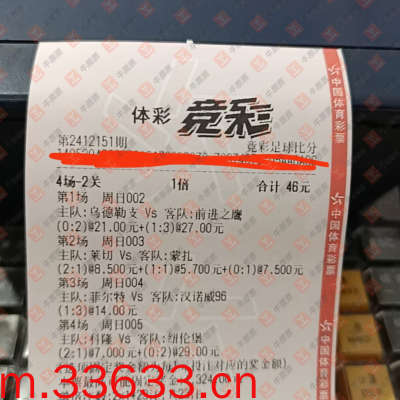 体彩 竞彩
第2412151期 竞彩足球比分
4场-2关 1倍 合计 46元
第1场 周日002
主队:乌德勒支 Vs 客队:前进之鹰
(0:2)@21.00元+(1:3)@27.00元
第2场 周日003
主队:莱切 Vs 客队:蒙扎
(2:1)@8.500元+(1:1)@5.700元+(0:2)@7.500元
第3场 周日004
主队:菲尔特 Vs 客队:汉诺威96
(1:3)@14.00元
第4场 周日005
主队:科隆 Vs 客队:纽伦堡
(2:1)@7.000元+(0:2)@29.00元
对应的奖金额)
m.33633.cn
中国体育彩票
中国体育彩票